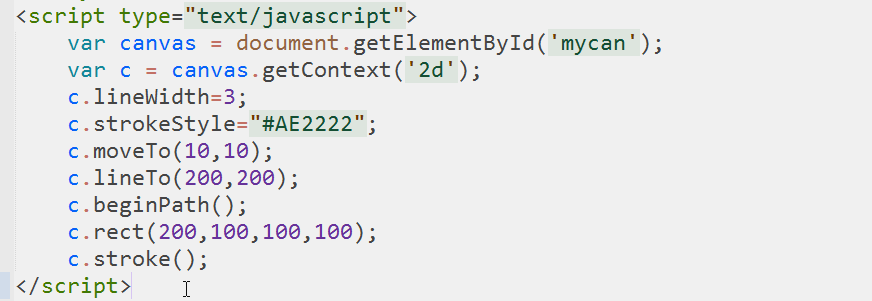 <script type="text/javascript">
    var canvas = document.getElementById('mycan');
    var c = canvas.getContext('2d');
    c.lineWidth=3;
    c.strokeStyle="#AE2222";
    c.moveTo(10,10);
    c.lineTo(200,200);
    c.beginPath();
    c.rect(200,100,100,100);
    c.stroke();
</script>